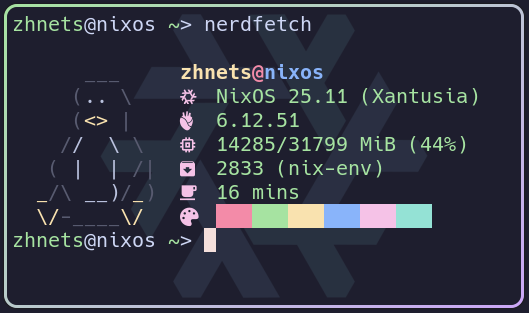 zhnets@nixos ~> nerdfetch
zhnets@nixos
NixOS 25.11 (Xantusia)
6.12.51
14285/31799 MiB (44%)
2833 (nix-env)
16 mins
zhnets@nixos ~>